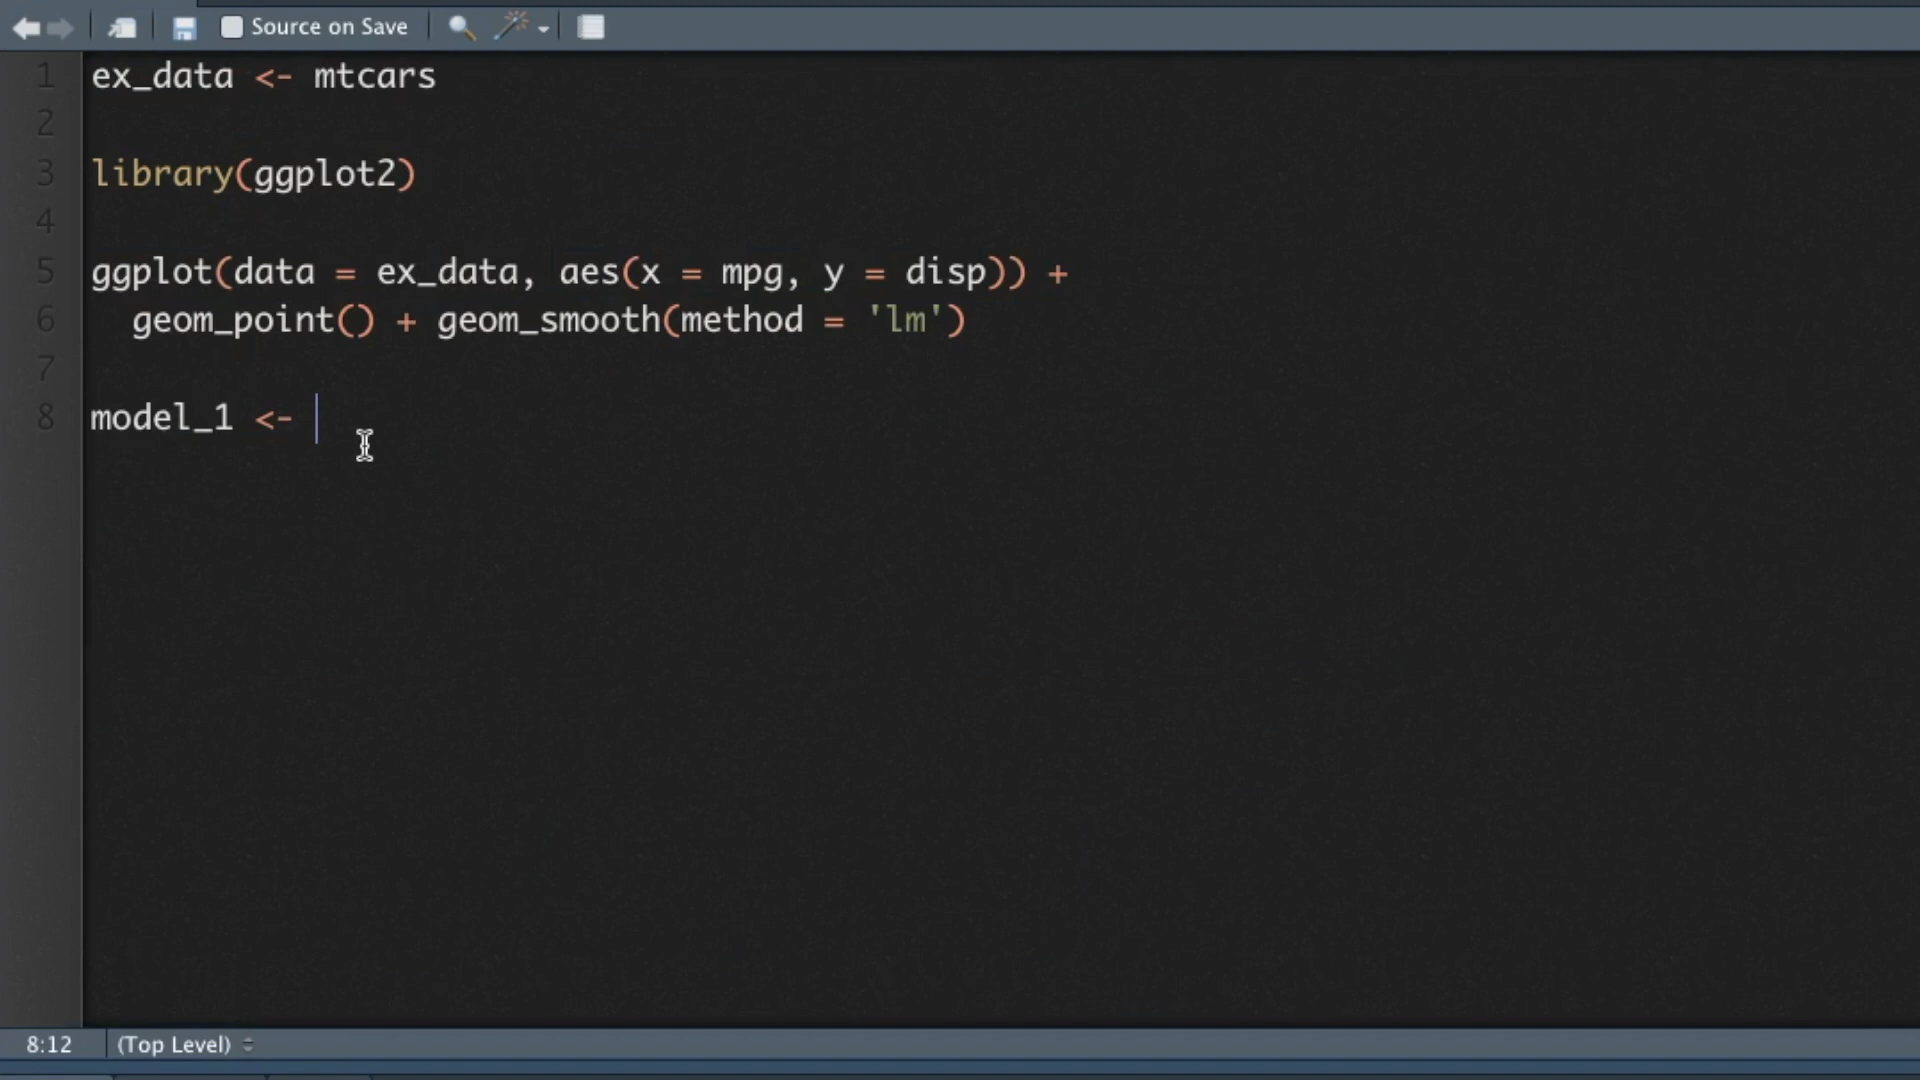 Source on Save
1 ex_data <- mtcars
2
3 library(ggplot2)
4
5 ggplot(data = ex_data, aes(x = mpg, y = disp)) +
6   geom_point() + geom_smooth(method = 'lm')
7
8 model_1 <-
8:12 (Top Level)